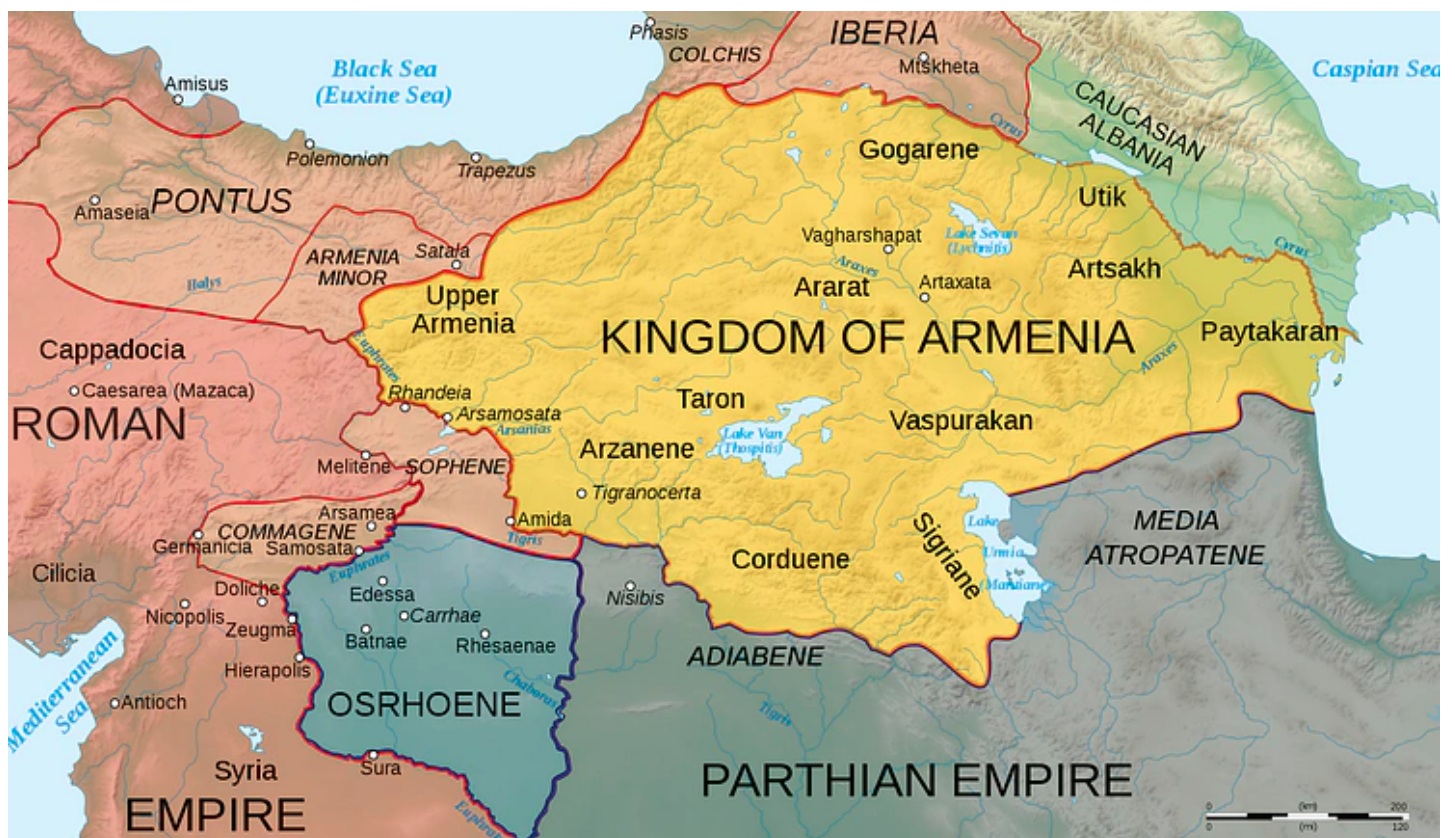 Phasis
COLCHIS
IBERIA
Mtskheta
Black Sea
(Euxine Sea)
Caspian Sea
Amisus
CAUCASIAN
ALBANIA
Cyrus
Polemonion
Trapezus
Gogarene
PONTUS
Amaseia
Utik
ARMENIA
MINOR
Satala
Vagharshapat
Lake Sevan
(Lychnitis)
Cyrus
Halys
Araxes
Artsakh
Upper
Armenia
Ararat
Artaxata
KINGDOM OF ARMENIA
Paytakaran
Cappadocia
Euphrates
Araxes
Caesarea (Mazaca)
Rhandeia
Taron
ROMAN
Arsamosata
Arsanias
Vaspurakan
Lake Van
(Thospitis)
Arzanene
Melitene
SOPHENE
Tigranocerta
Arsamea
Amida
COMMAGENE
Sigriane
Lake
Urmia
(Mantiane)
MEDIA
ATROPATENE
Germanicia
Samosata
Tigris
Corduene
Cilicia
Euphrates
Doliche
Edessa
Nisibis
Nicopolis
Carrhae
Zeugma
Batnae
Rhesaenae
Mediterranean
Sea
Hierapolis
ADIABENE
Chaboras
Antioch
OSRHOENE
Tigris
Syria
Sura
PARTHIAN EMPIRE
EMPIRE
Euphrates
0 (km) 200
0 (mi) 120